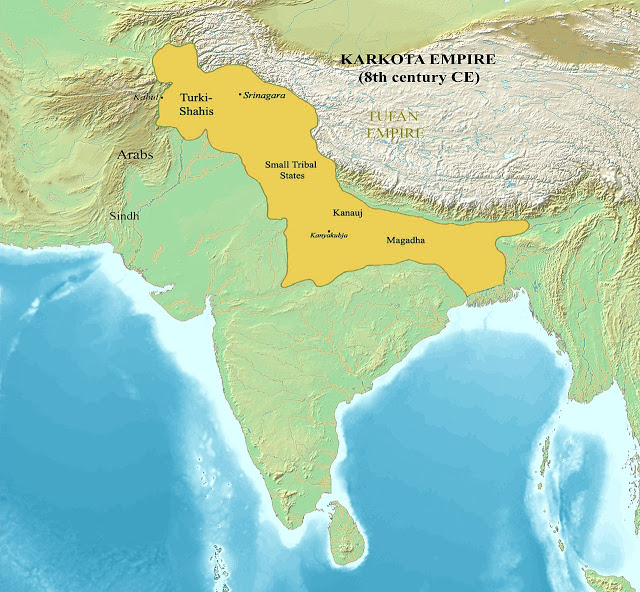 KARKOTA EMPIRE
(8th century CE)
Kabul
Turki-
Shahis
Srinagara
TUFAN
EMPIRE
Arabs
Small Tribal
States
Sindh
Kanauj
Kanyakubja
Magadha